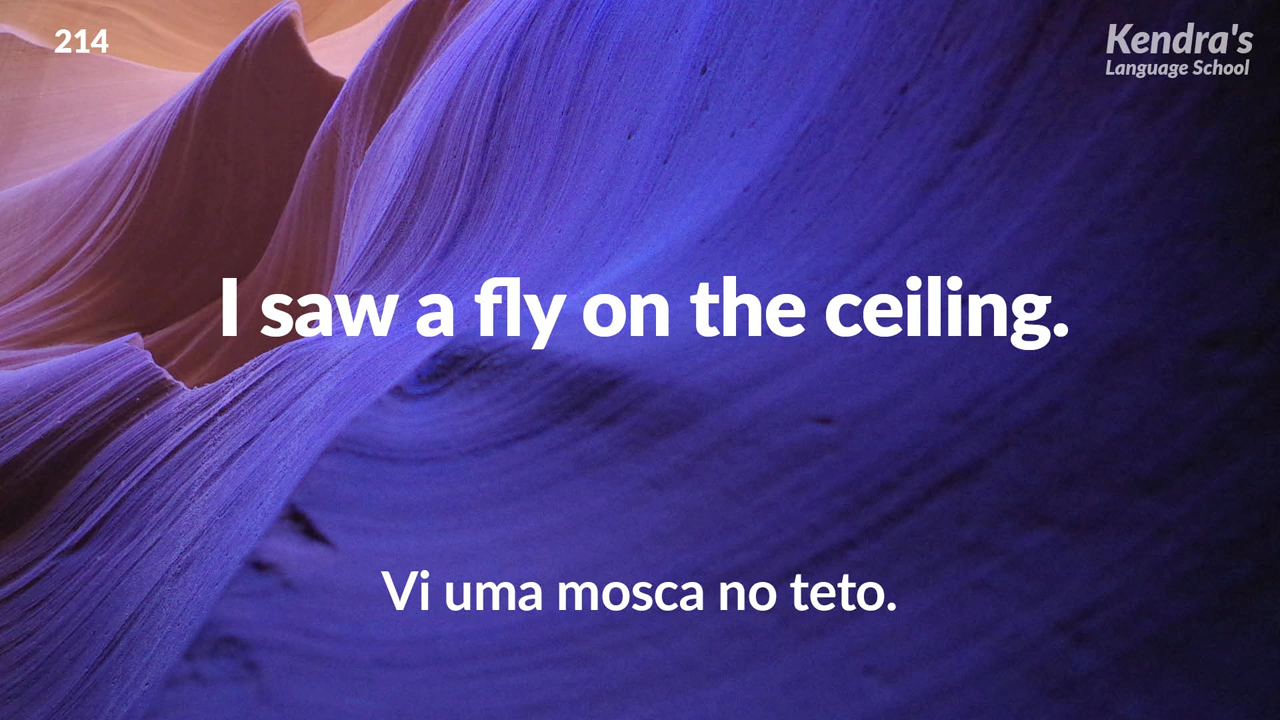 214
Kendra's
Language School
I saw a fly on the ceiling.
Vi uma mosca no teto.